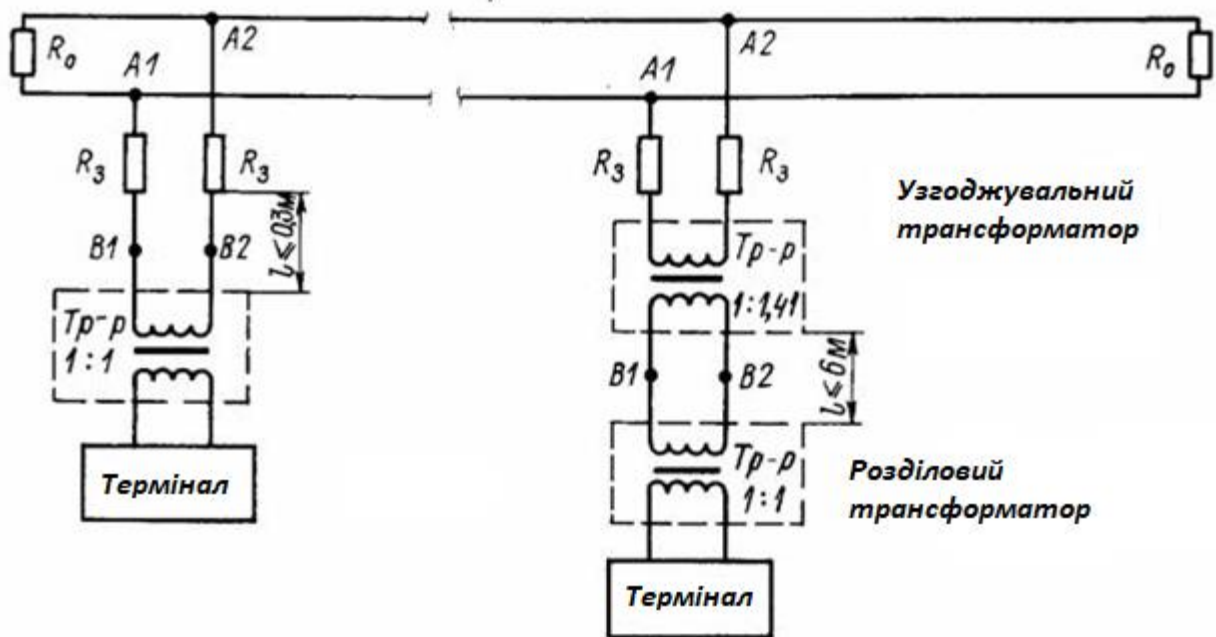 R₀
A1
A2
R₃
R₃
l ≤ 0,3м
B1
B2
Тр-р
1:1
Термінал
A2
A1
R₀
R₃
R₃
Узгоджувальний
трансформатор
Тр-р
1:1,41
l ≤ 6м
B1
B2
Тр-р
1:1
Розділовий
трансформатор
Термінал